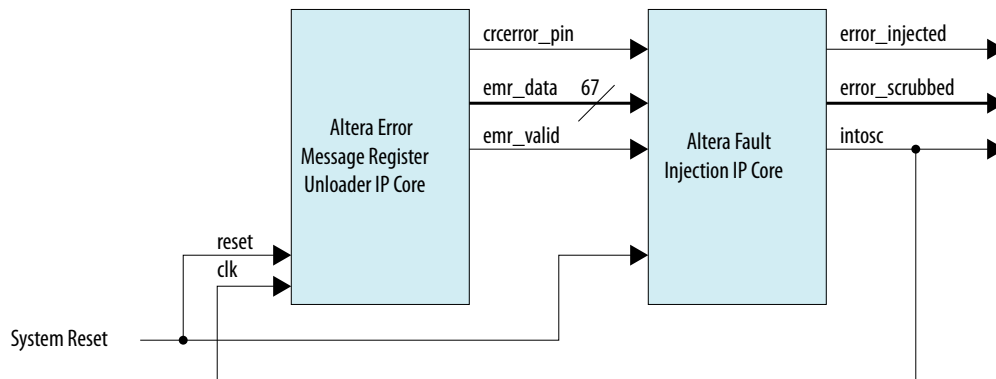 crcerror_pin
emr_data 67
emr_valid
Altera Error
Message Register
Unloader IP Core
reset
clk
System Reset
Altera Fault
Injection IP Core
error_injected
error_scrubbed
intosc